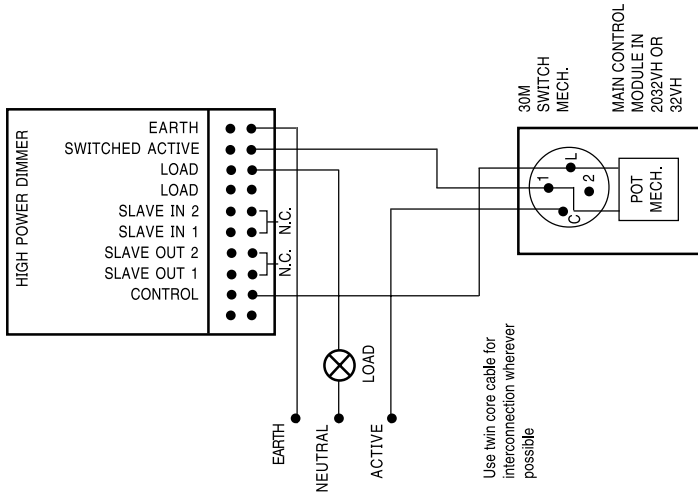 HIGH POWER DIMMER
EARTH
SWITCHED ACTIVE
LOAD
LOAD
SLAVE IN 2
SLAVE IN 1
SLAVE OUT 2
SLAVE OUT 1
CONTROL
N.C.
N.C.
LOAD
EARTH
NEUTRAL
ACTIVE
Use twin core cable for
interconnection wherever
possible
30M
SWITCH
MECH.
MAIN CONTROL
MODULE IN
2032VH OR
32VH
1
L
2
C
POT
MECH.